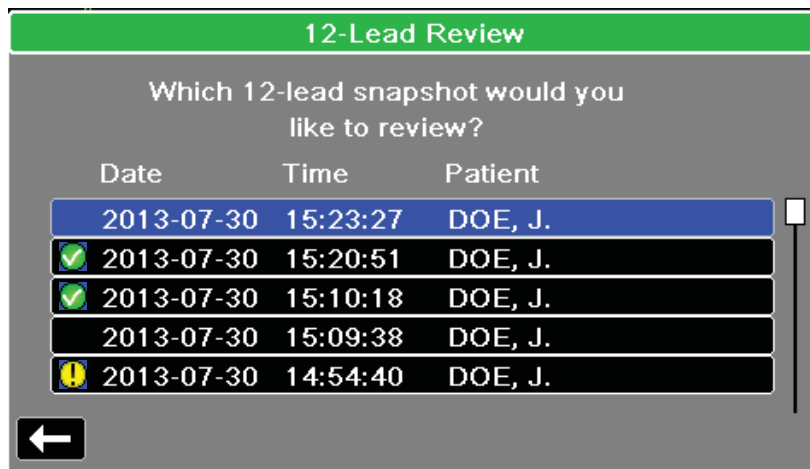 12-Lead Review
Which 12-lead snapshot would you
like to review?
Date Time Patient
2013-07-30 15:23:27 DOE, J.
2013-07-30 15:20:51 DOE, J.
2013-07-30 15:10:18 DOE, J.
2013-07-30 15:09:38 DOE, J.
2013-07-30 14:54:40 DOE, J.